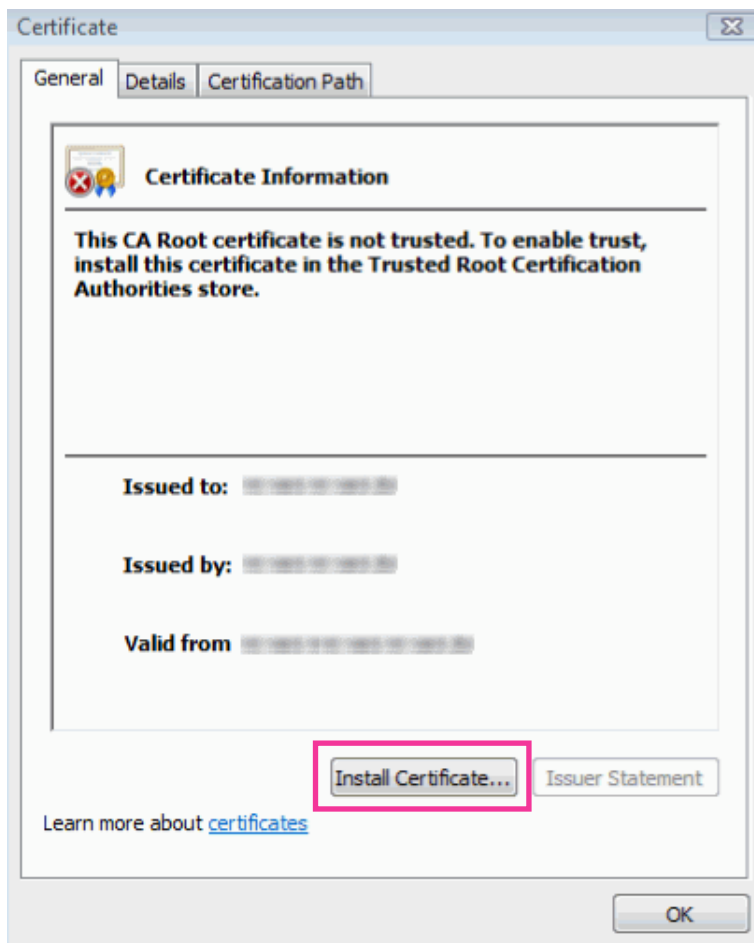 Certificate
General Details Certification Path
Certificate Information
This CA Root certificate is not trusted. To enable trust,
install this certificate in the Trusted Root Certification
Authorities store.
Issued to:
Issued by:
Valid from
Install Certificate... Issuer Statement
Learn more about certificates
OK